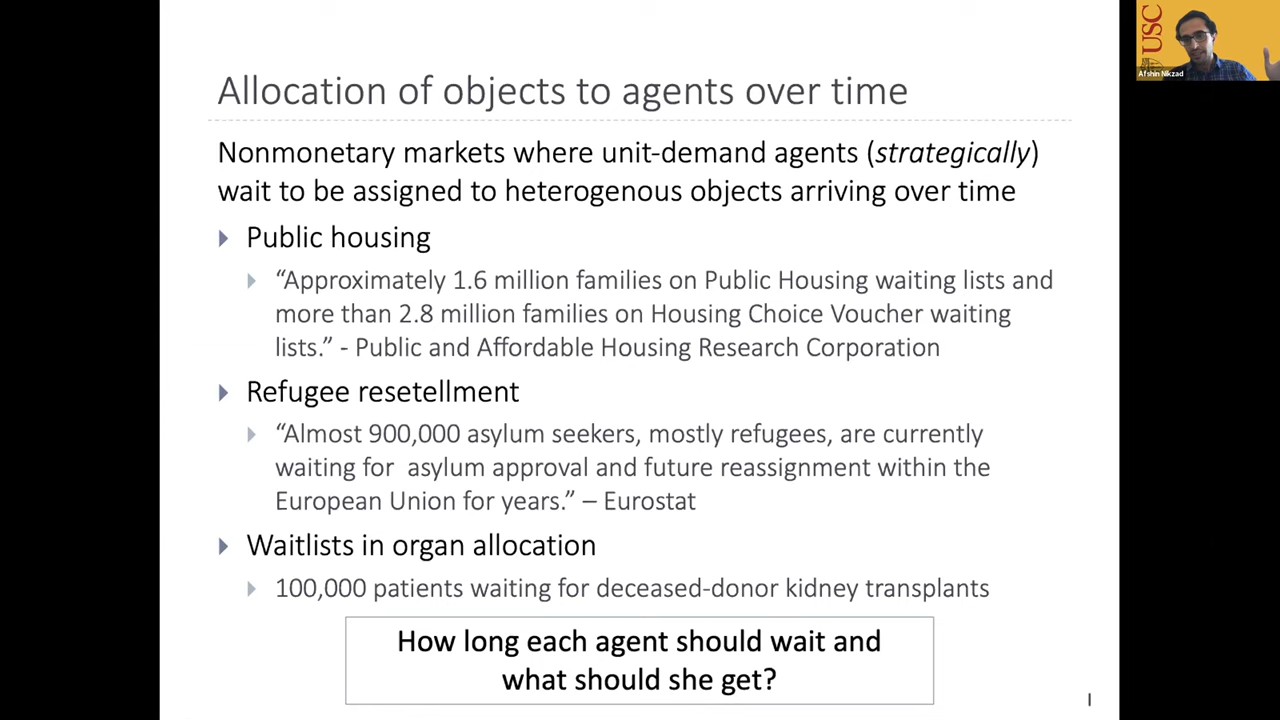 Allocation of objects to agents over time
Nonmonetary markets where unit-demand agents (strategically)
wait to be assigned to heterogenous objects arriving over time
Public housing
“Approximately 1.6 million families on Public Housing waiting lists and
more than 2.8 million families on Housing Choice Voucher waiting
lists.” - Public and Affordable Housing Research Corporation
Refugee resetellment
“Almost 900,000 asylum seekers, mostly refugees, are currently
waiting for asylum approval and future reassignment within the
European Union for years.” – Eurostat
Waitlists in organ allocation
100,000 patients waiting for deceased-donor kidney transplants
How long each agent should wait and
what should she get?
1
USC
Afshin Nikzad